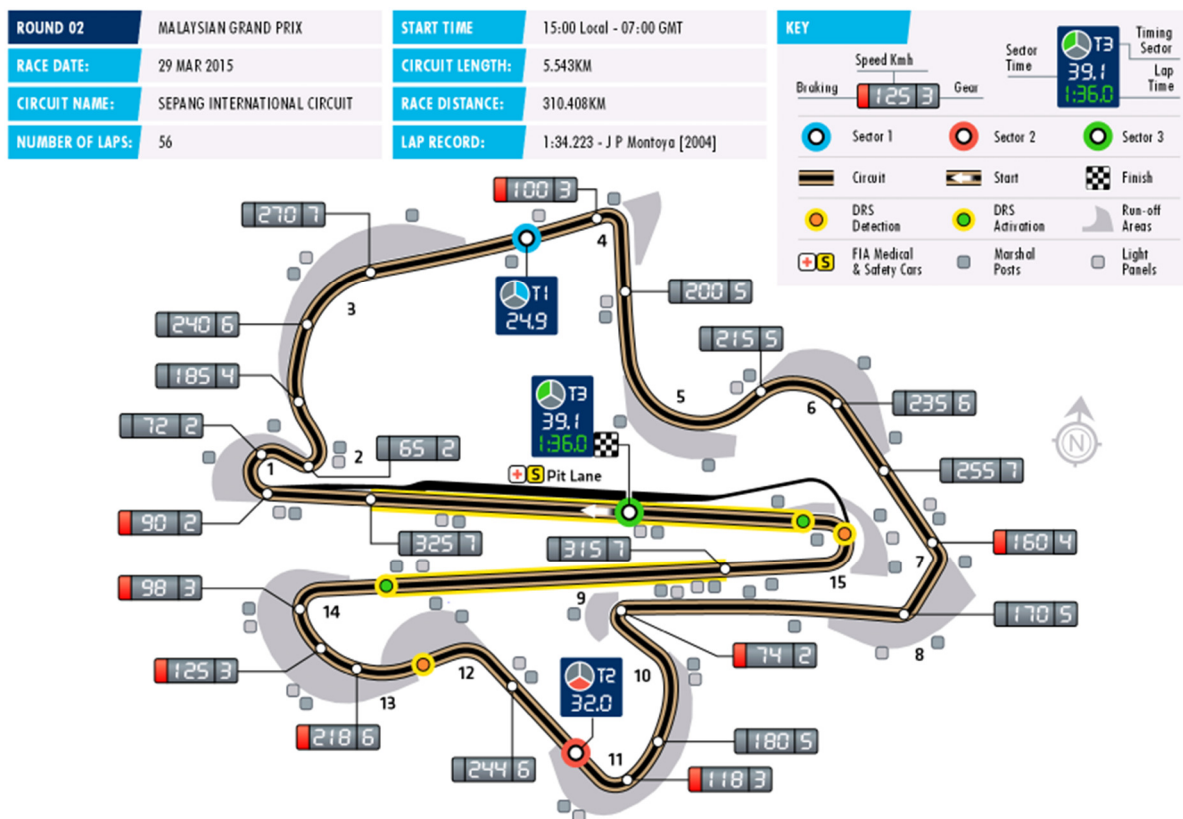 ROUND 02 MALAYSIAN GRAND PRIX
RACE DATE: 29 MAR 2015
CIRCUIT NAME: SEPANG INTERNATIONAL CIRCUIT
NUMBER OF LAPS: 56
START TIME 15:00 Local - 07:00 GMT
CIRCUIT LENGTH: 5.543KM
RACE DISTANCE: 310.408KM
LAP RECORD: 1:34.223 - J P Montoya [2004]
KEY
Speed Kmh
Braking 125 3 Gear
Sector Time
T3
39.1
1:36.0
Timing Sector
Lap Time
Sector 1
Sector 2
Sector 3
Circuit
Start
Finish
DRS Detection
DRS Activation
Run-off Areas
S
FIA Medical & Safety Cars
Marshal Posts
Light Panels
100 3
270 7
4
T1
24.9
200 5
3
240 6
215 5
185 4
T3
39.1
1:36.0
5
6
235 6
72 2
65 2
2
1
255 7
S Pit Lane
90 2
325 7
315 7
160 4
7
15
98 3
14
9
170 5
8
74 2
125 3
12
T2
32.0
10
13
218 6
180 5
244 6
11
118 3
N